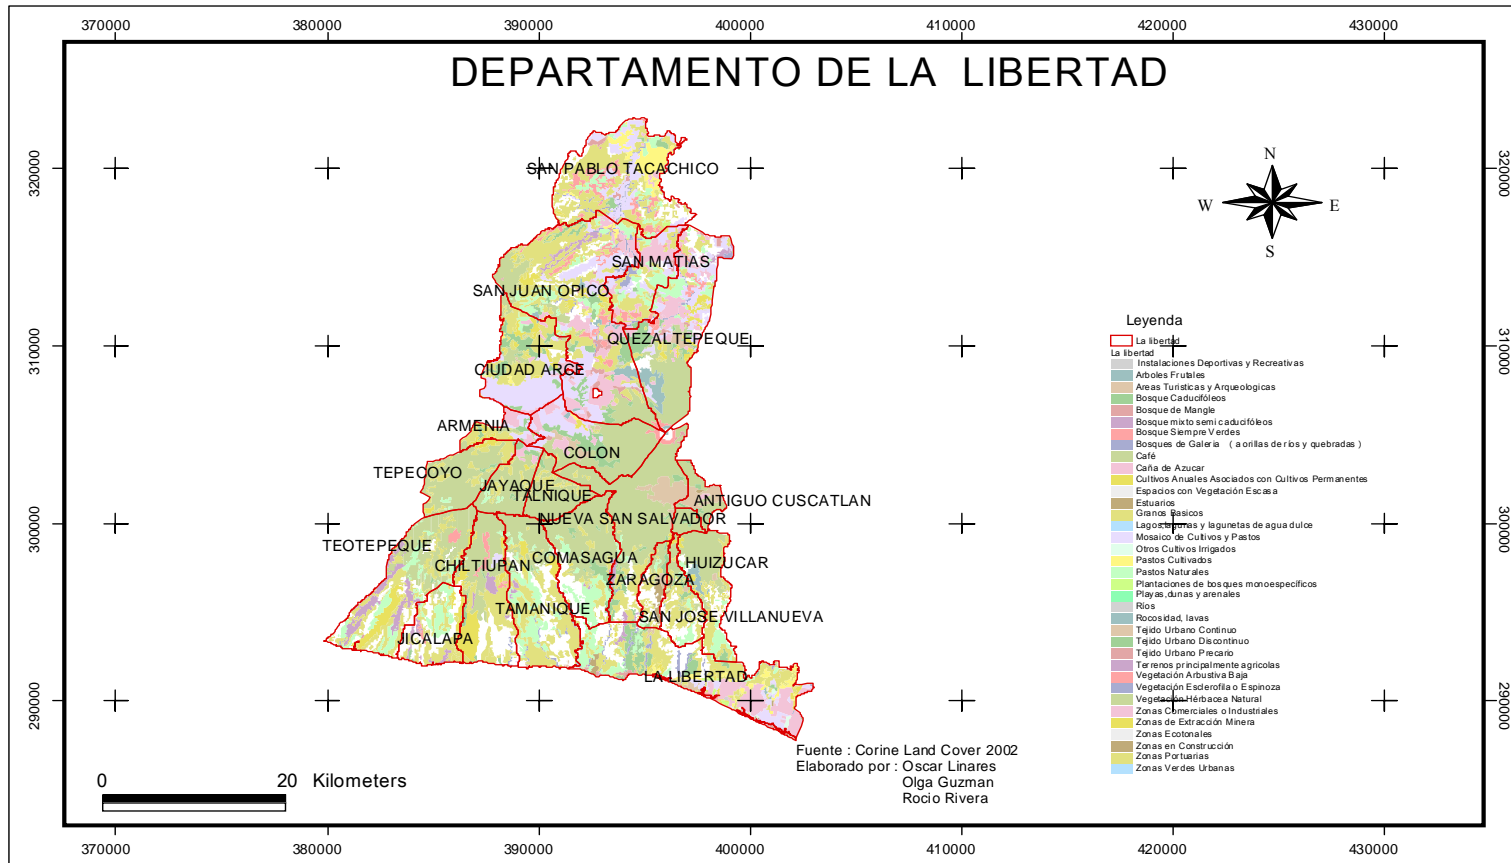 370000 380000 390000 400000 410000 420000 430000
DEPARTAMENTO DE LA LIBERTAD
320000
310000
300000
290000
320000
310000
300000
290000
N
W E
S
SAN PABLO TACACHICO
SAN MATIAS
SAN JUAN OPICO
QUEZALTEPEQUE
CIUDAD ARCE
ARMENIA
COLON
TEPECOYO
JAYAQUE
TALNIQUE
ANTIGUO CUSCATLAN
NUEVA SAN SALVADOR
TEOTEPEQUE
COMASAGUA
CHILTIUPAN
HUIZUCAR
ZARAGOZA
TAMANIQUE
SAN JOSE VILLANUEVA
JICALAPA
LA LIBERTAD
Leyenda
La libertad
La libertad
Instalaciones Deportivas y Recreativas
Arboles Frutales
Areas Turisticas y Arqueologicas
Bosque Caducifóleos
Bosque de Mangle
Bosque mixto semi caducifóleos
Bosque Siempre Verdes
Bosques de Galeria ( a orillas de ríos y quebradas )
Café
Caña de Azucar
Cultivos Anuales Asociados con Cultivos Permanentes
Espacios con Vegetación Escasa
Estuarios
Granos Basicos
Lagos,lagunas y lagunetas de agua dulce
Mosaico de Cultivos y Pastos
Otros Cultivos Irrigados
Pastos Cultivados
Pastos Naturales
Plantaciones de bosques monoespecíficos
Playas,dunas y arenales
Ríos
Rocosidad, lavas
Tejido Urbano Continuo
Tejido Urbano Discontinuo
Tejido Urbano Precario
Terrenos principalmente agrícolas
Vegetación Arbustiva Baja
Vegetación Esclerofila o Espinoza
Vegetación Hérbacea Natural
Zonas Comerciales o Industriales
Zonas de Extracción Minera
Zonas Ecotonales
Zonas en Construcción
Zonas Portuarias
Zonas Verdes Urbanas
Fuente : Corine Land Cover 2002
Elaborado por : Oscar Linares
Olga Guzman
Rocio Rivera
0 20 Kilometers
370000 380000 390000 400000 410000 420000 430000